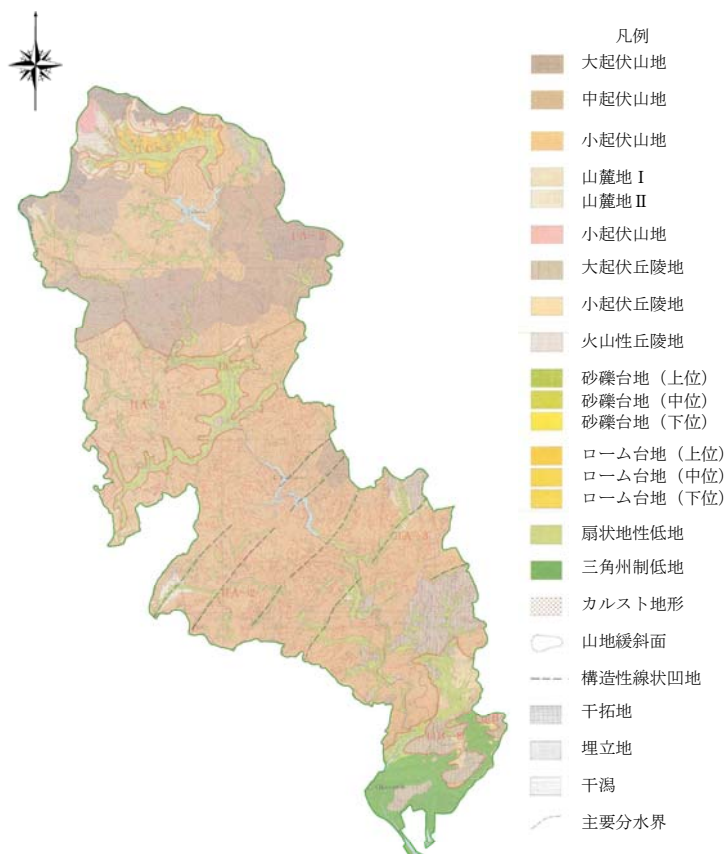 凡例
大起伏山地
中起伏山地
小起伏山地
山麓地Ⅰ
山麓地Ⅱ
小起伏山地
大起伏丘陵地
小起伏丘陵地
火山性丘陵地
砂礫台地（上位）
砂礫台地（中位）
砂礫台地（下位）
ローム台地（上位）
ローム台地（中位）
ローム台地（下位）
扇状地性低地
三角州制低地
カルスト地形
山地緩斜面
構造性線状凹地
干拓地
埋立地
干潟
主要分水界